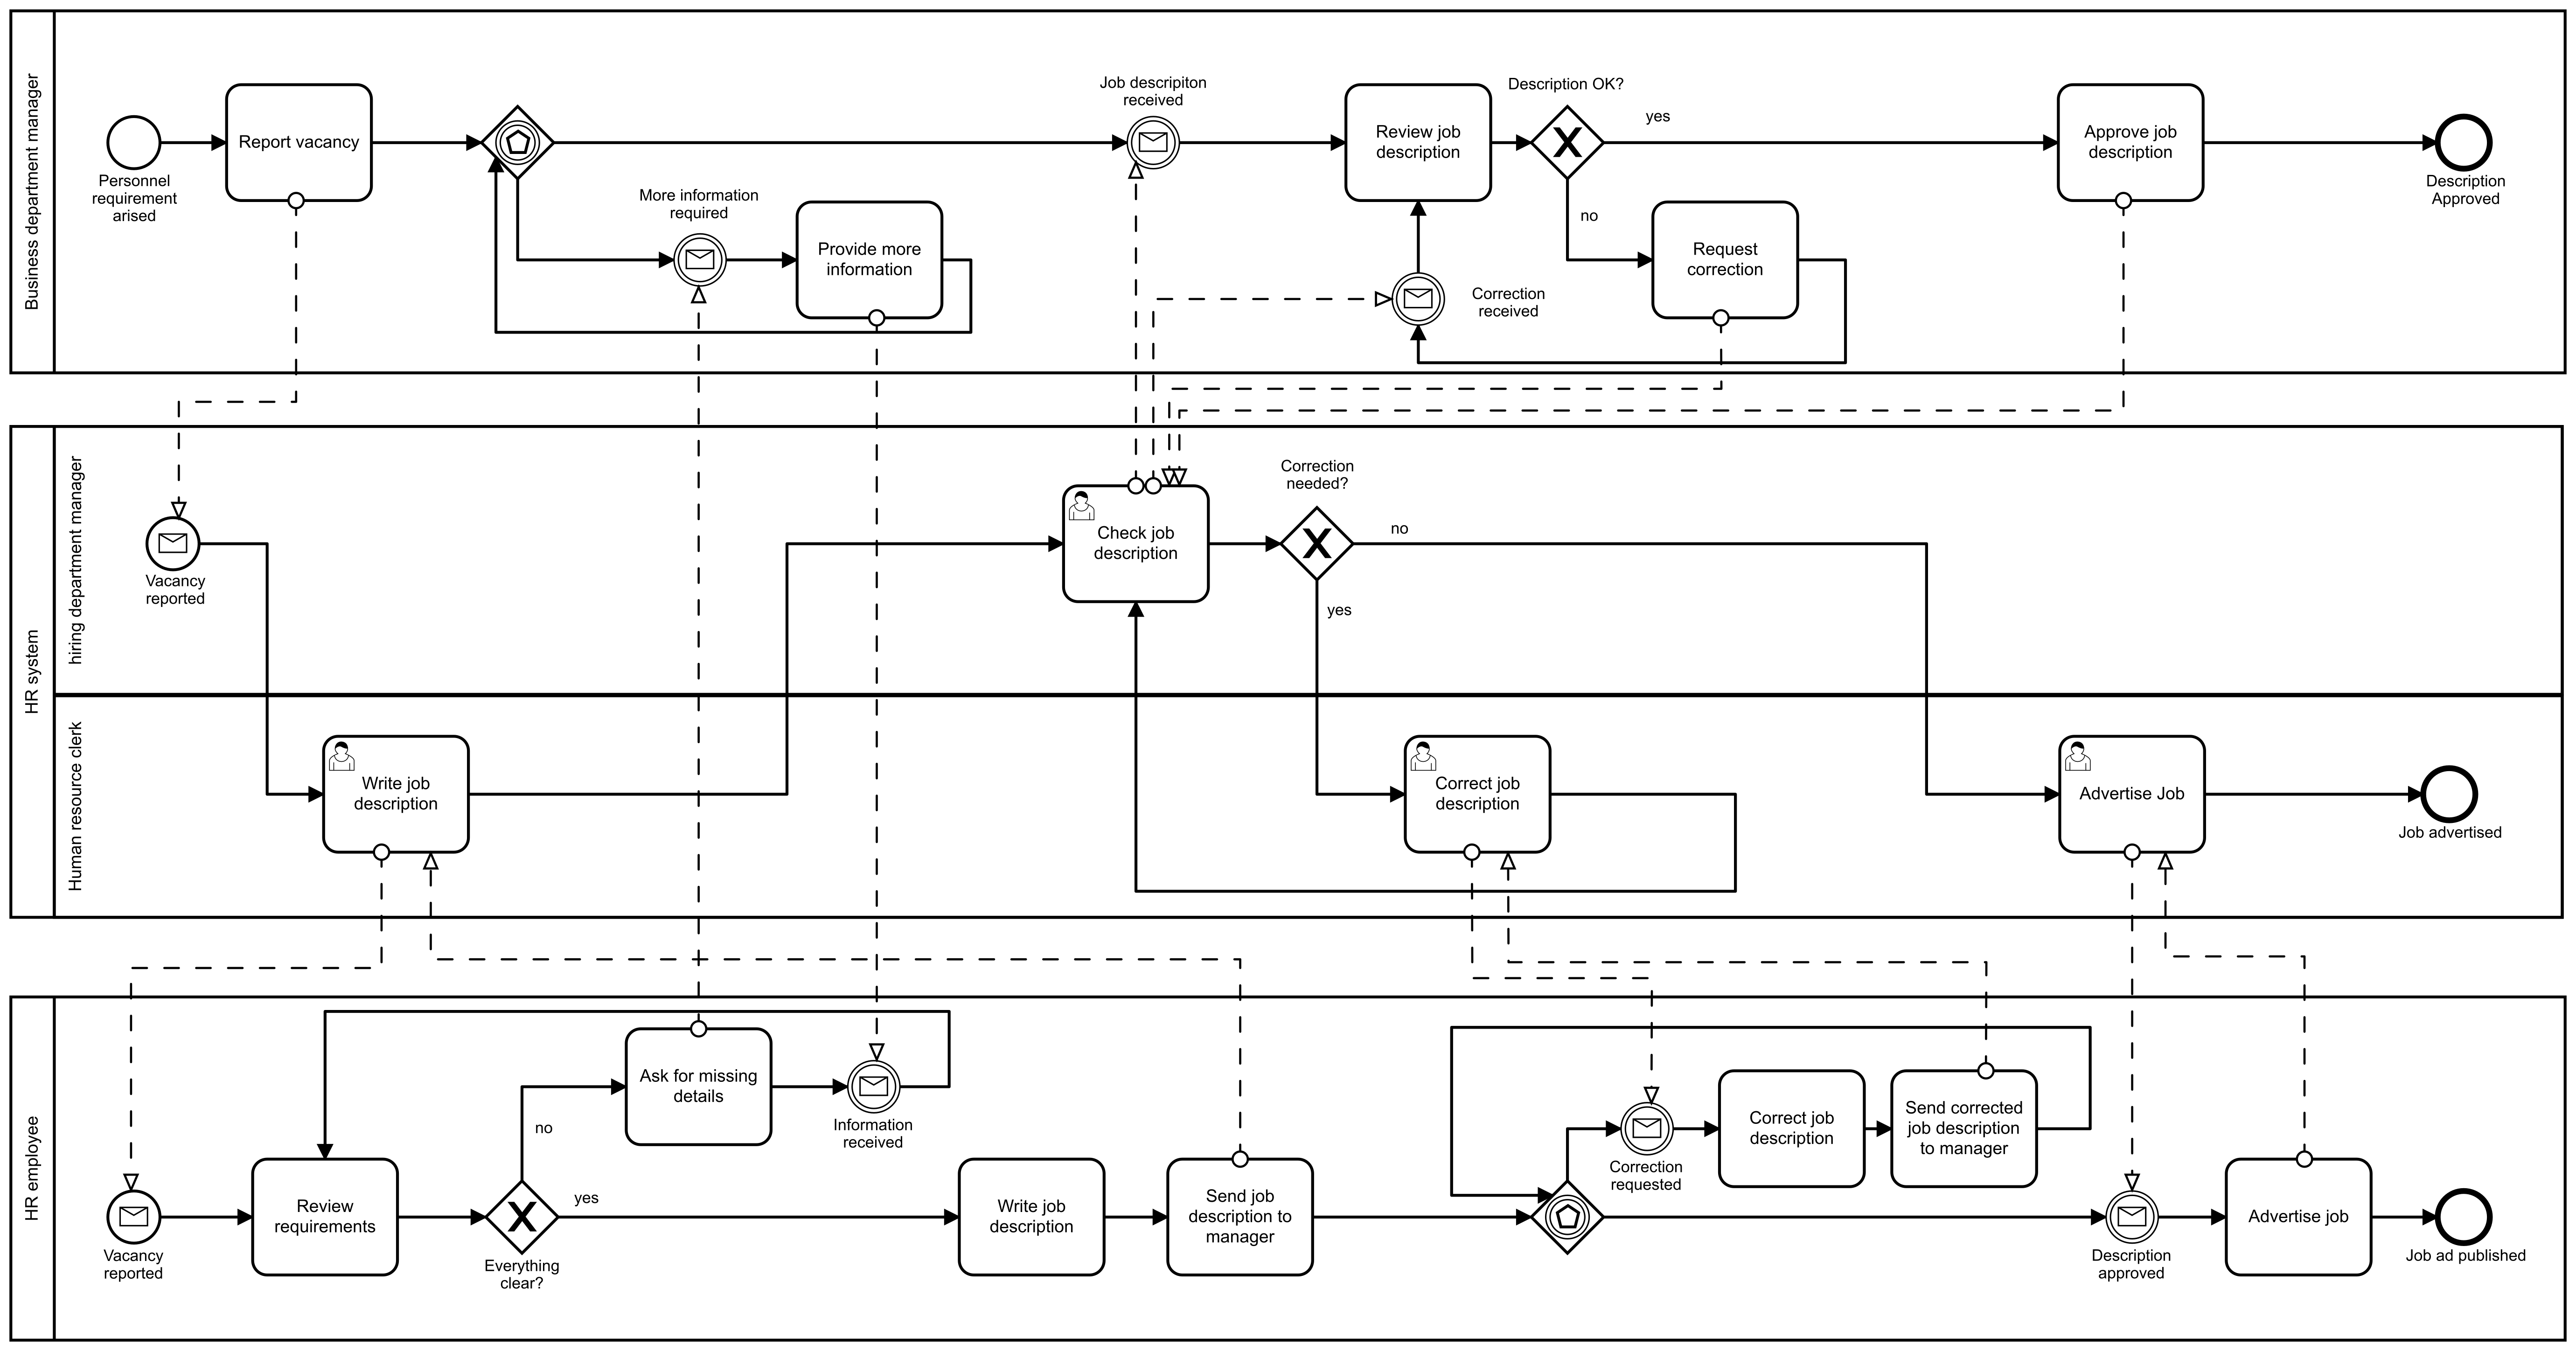 Business department manager
Personnel
requirement
arised
Report vacancy
More information
required
Provide more
information
Job descripiton
received
Review job
description
Description OK?
yes
no
Correction
received
Request
correction
Approve job
description
Description
Approved
HR system
hiring department manager
Vacancy
reported
Check job
description
Correction
needed?
no
yes
Human resource clerk
Write job
description
Correct job
description
Advertise Job
Job advertised
HR employee
Vacancy
reported
Review
requirements
Everything
clear?
no
yes
Ask for missing
details
Information
received
Write job
description
Send job
description to
manager
Correction
requested
Correct job
description
Send corrected
job description
to manager
Description
approved
Advertise job
Job ad published